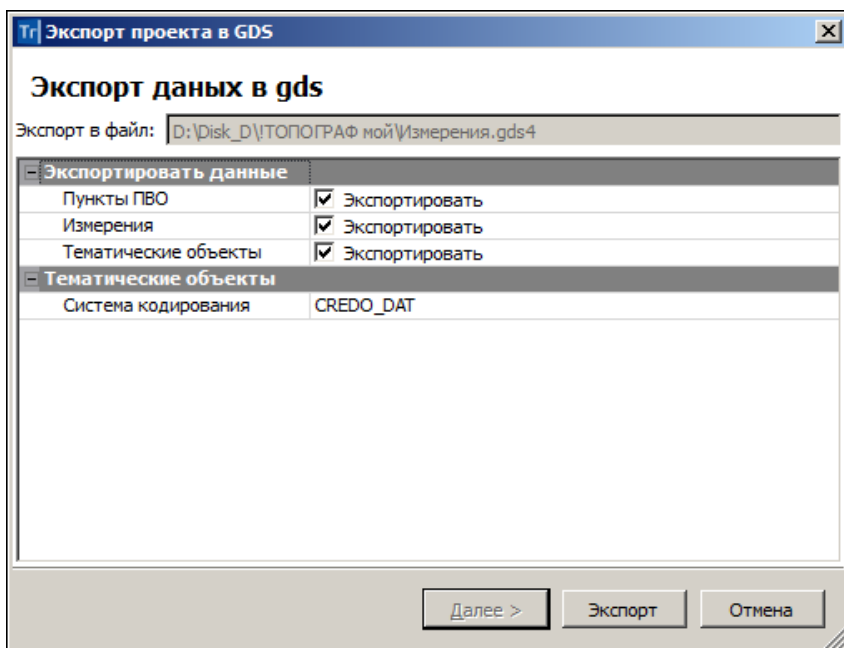 Tr Экспорт проекта в GDS
Экспорт даных в gds
Экспорт в файл: D:\Disk_D\!ТОПОГРАФ мой\Измерения.gds4
Экспортировать данные
Пункты ПВО Экспортировать
Измерения Экспортировать
Тематические объекты Экспортировать
Тематические объекты
Система кодирования CREDO_DAT
Далее > Экспорт Отмена